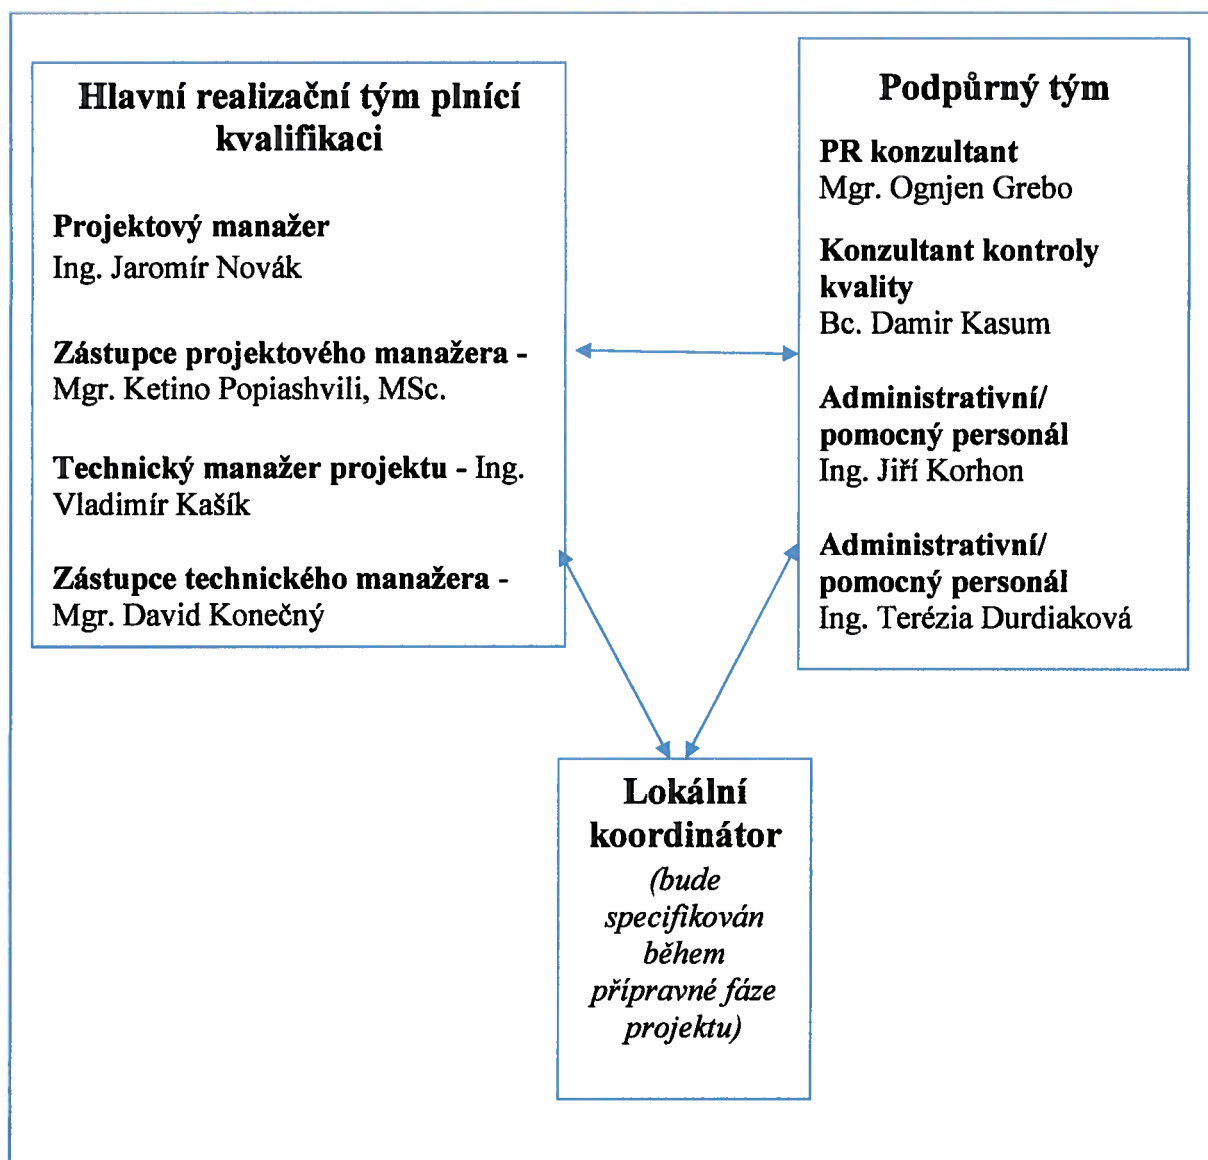 Hlavní realizační tým plnící
kvalifikaci
Projektový manažer
Ing. Jaromír Novák
Zástupce projektového manažera -
Mgr. Ketino Popiashvili, MSc.
Technický manažer projektu - Ing.
Vladimír Kašík
Zástupce technického manažera -
Mgr. David Konečný
Podpůrný tým
PR konzultant
Mgr. Ognjen Grebo
Konzultant kontroly
kvality
Bc. Damir Kasum
Administrativní/
pomocný personál
Ing. Jiří Korhon
Administrativní/
pomocný personál
Ing. Terézia Durdiaková
Lokální
koordinátor
(bude
specifikován
během
přípravné fáze
projektu)